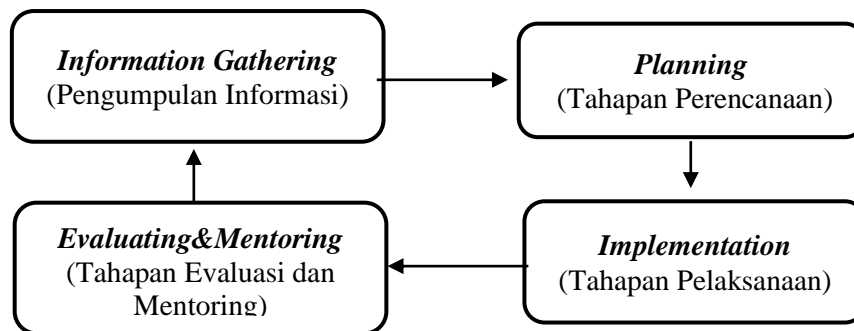 Information Gathering
(Pengumpulan Informasi)
Planning
(Tahapan Perencanaan)
Implementation
(Tahapan Pelaksanaan)
Evaluating&Mentoring
(Tahapan Evaluasi dan
Mentoring)